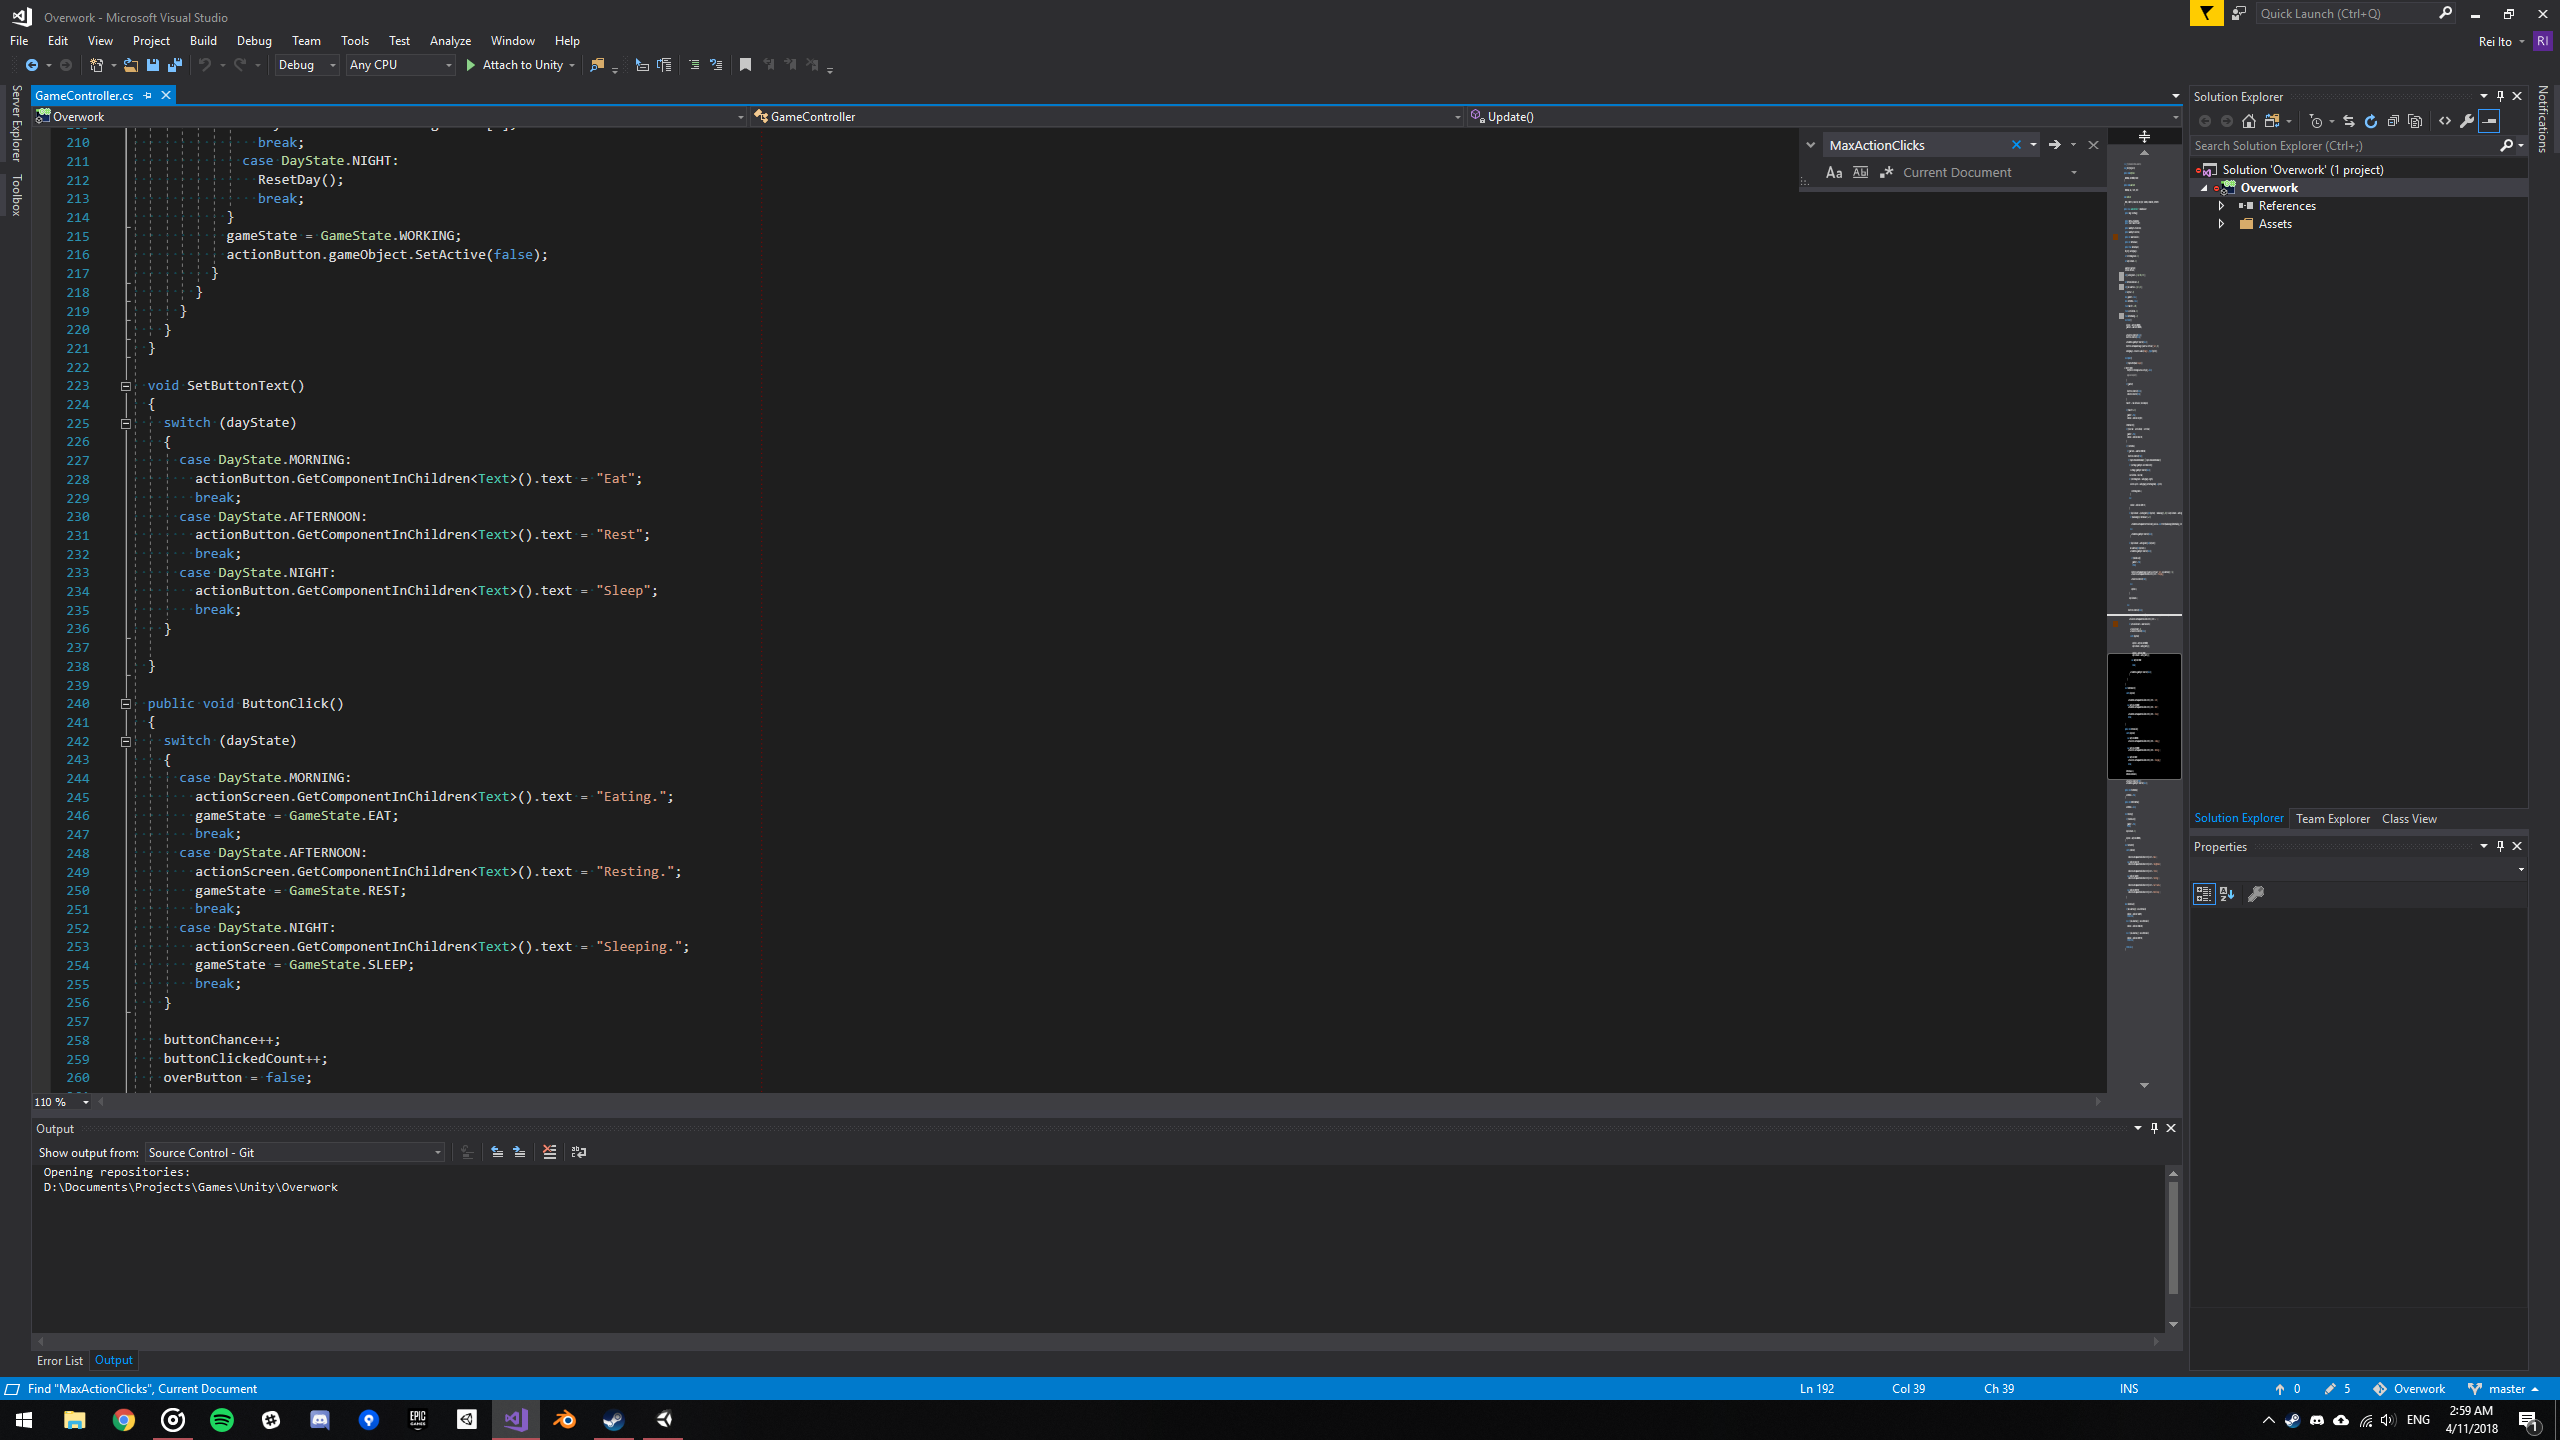 Overwork - Microsoft Visual Studio
Quick Launch (Ctrl+Q)
File Edit View Project Build Debug Team Tools Test Analyze Window Help
Rei Ito RI
Debug Any CPU Attach to Unity
Server Explorer
Toolbox
GameController.cs
Overwork GameController Update()
MaxActionClicks
Aa Ab Current Document
210 break;
211 case DayState.NIGHT:
212 ResetDay();
213 break;
214 }
215 gameState = GameState.WORKING;
216 actionButton.gameObject.SetActive(false);
217 }
218 }
219 }
220 }
221 }
222
223 void SetButtonText()
224 {
225 switch (dayState)
226 {
227 case DayState.MORNING:
228 actionButton.GetComponentInChildren<Text>().text = "Eat";
229 break;
230 case DayState.AFTERNOON:
231 actionButton.GetComponentInChildren<Text>().text = "Rest";
232 break;
233 case DayState.NIGHT:
234 actionButton.GetComponentInChildren<Text>().text = "Sleep";
235 break;
236 }
237
238 }
239
240 public void ButtonClick()
241 {
242 switch (dayState)
243 {
244 case DayState.MORNING:
245 actionScreen.GetComponentInChildren<Text>().text = "Eating.";
246 gameState = GameState.EAT;
247 break;
248 case DayState.AFTERNOON:
249 actionScreen.GetComponentInChildren<Text>().text = "Resting.";
250 gameState = GameState.REST;
251 break;
252 case DayState.NIGHT:
253 actionScreen.GetComponentInChildren<Text>().text = "Sleeping.";
254 gameState = GameState.SLEEP;
255 break;
256 }
257
258 buttonChance++;
259 buttonClickedCount++;
260 overButton = false;
110 %
Output
Show output from: Source Control - Git
Opening repositories:
D:\Documents\Projects\Games\Unity\Overwork
Error List Output
Solution Explorer
Search Solution Explorer (Ctrl+;)
Solution 'Overwork' (1 project)
Overwork
References
Assets
Solution Explorer Team Explorer Class View
Properties
Notifications
Find "MaxActionClicks", Current Document
Ln 192 Col 39 Ch 39 INS 0 5 Overwork master
EPIC GAMES
ENG
2:59 AM
4/11/2018
1